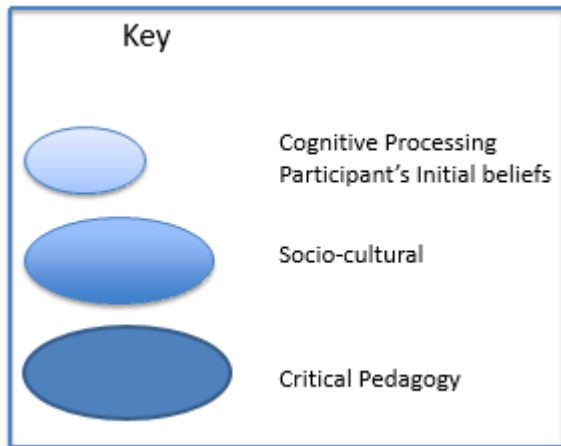 Key
Cognitive Processing
Participant’s Initial beliefs
Socio-cultural
Critical Pedagogy